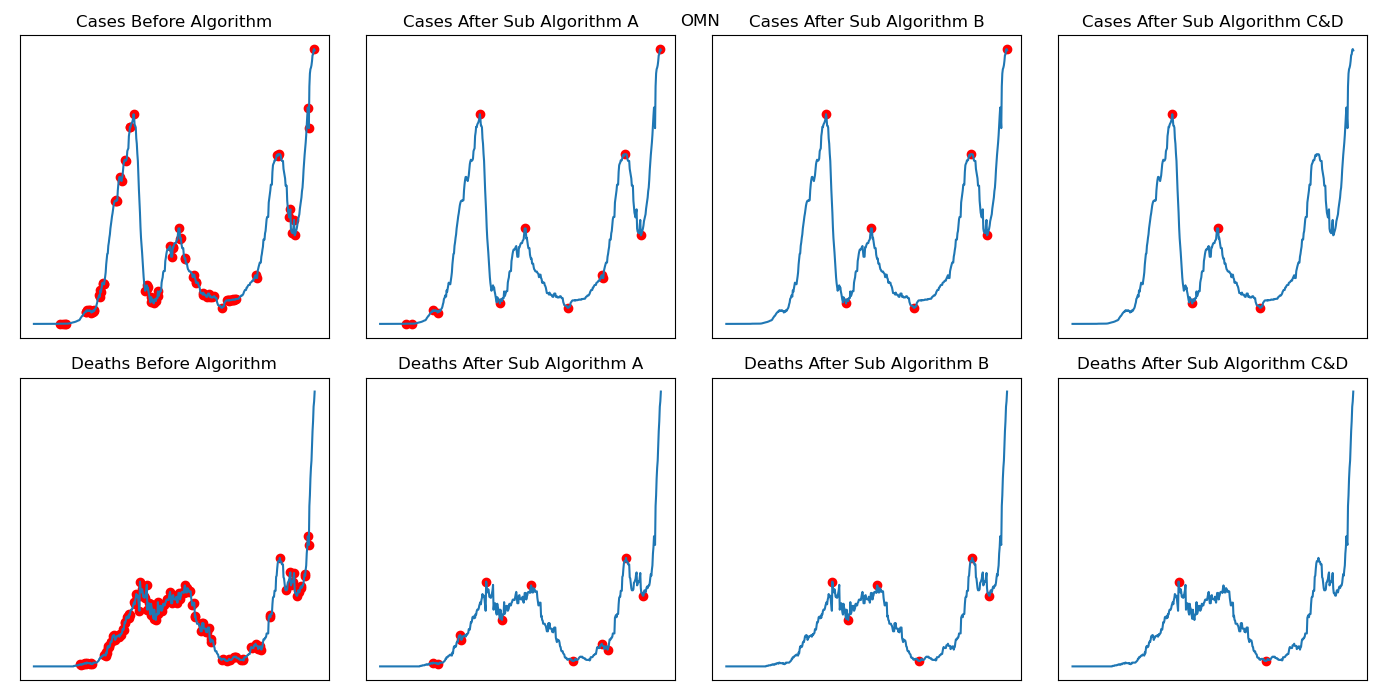 OMN
Cases Before Algorithm
Cases After Sub Algorithm A
Cases After Sub Algorithm B
Cases After Sub Algorithm C&D
Deaths Before Algorithm
Deaths After Sub Algorithm A
Deaths After Sub Algorithm B
Deaths After Sub Algorithm C&D